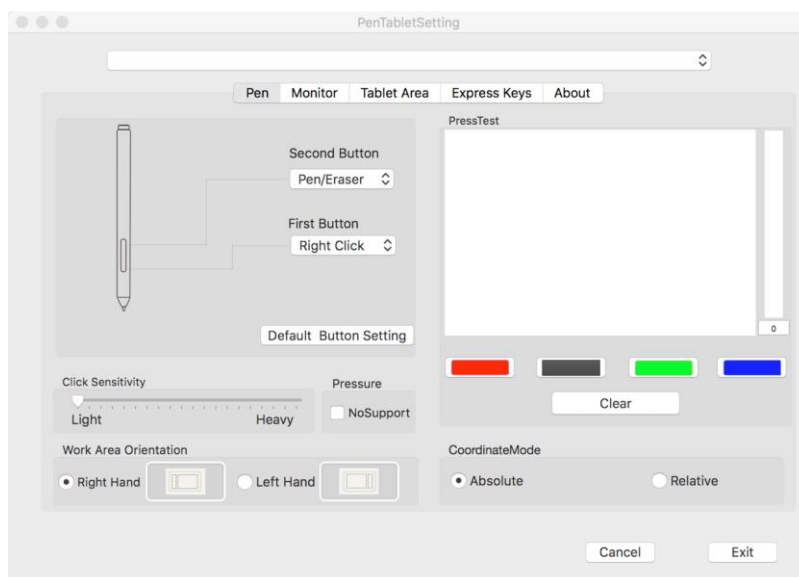 PenTabletSetting
Pen Monitor Tablet Area Express Keys About
Second Button
Pen/Eraser
First Button
Right Click
Default Button Setting
PressTest
0
Clear
Click Sensitivity
Light Heavy
Pressure
NoSupport
Work Area Orientation
Right Hand Left Hand
CoordinateMode
Absolute Relative
Cancel Exit